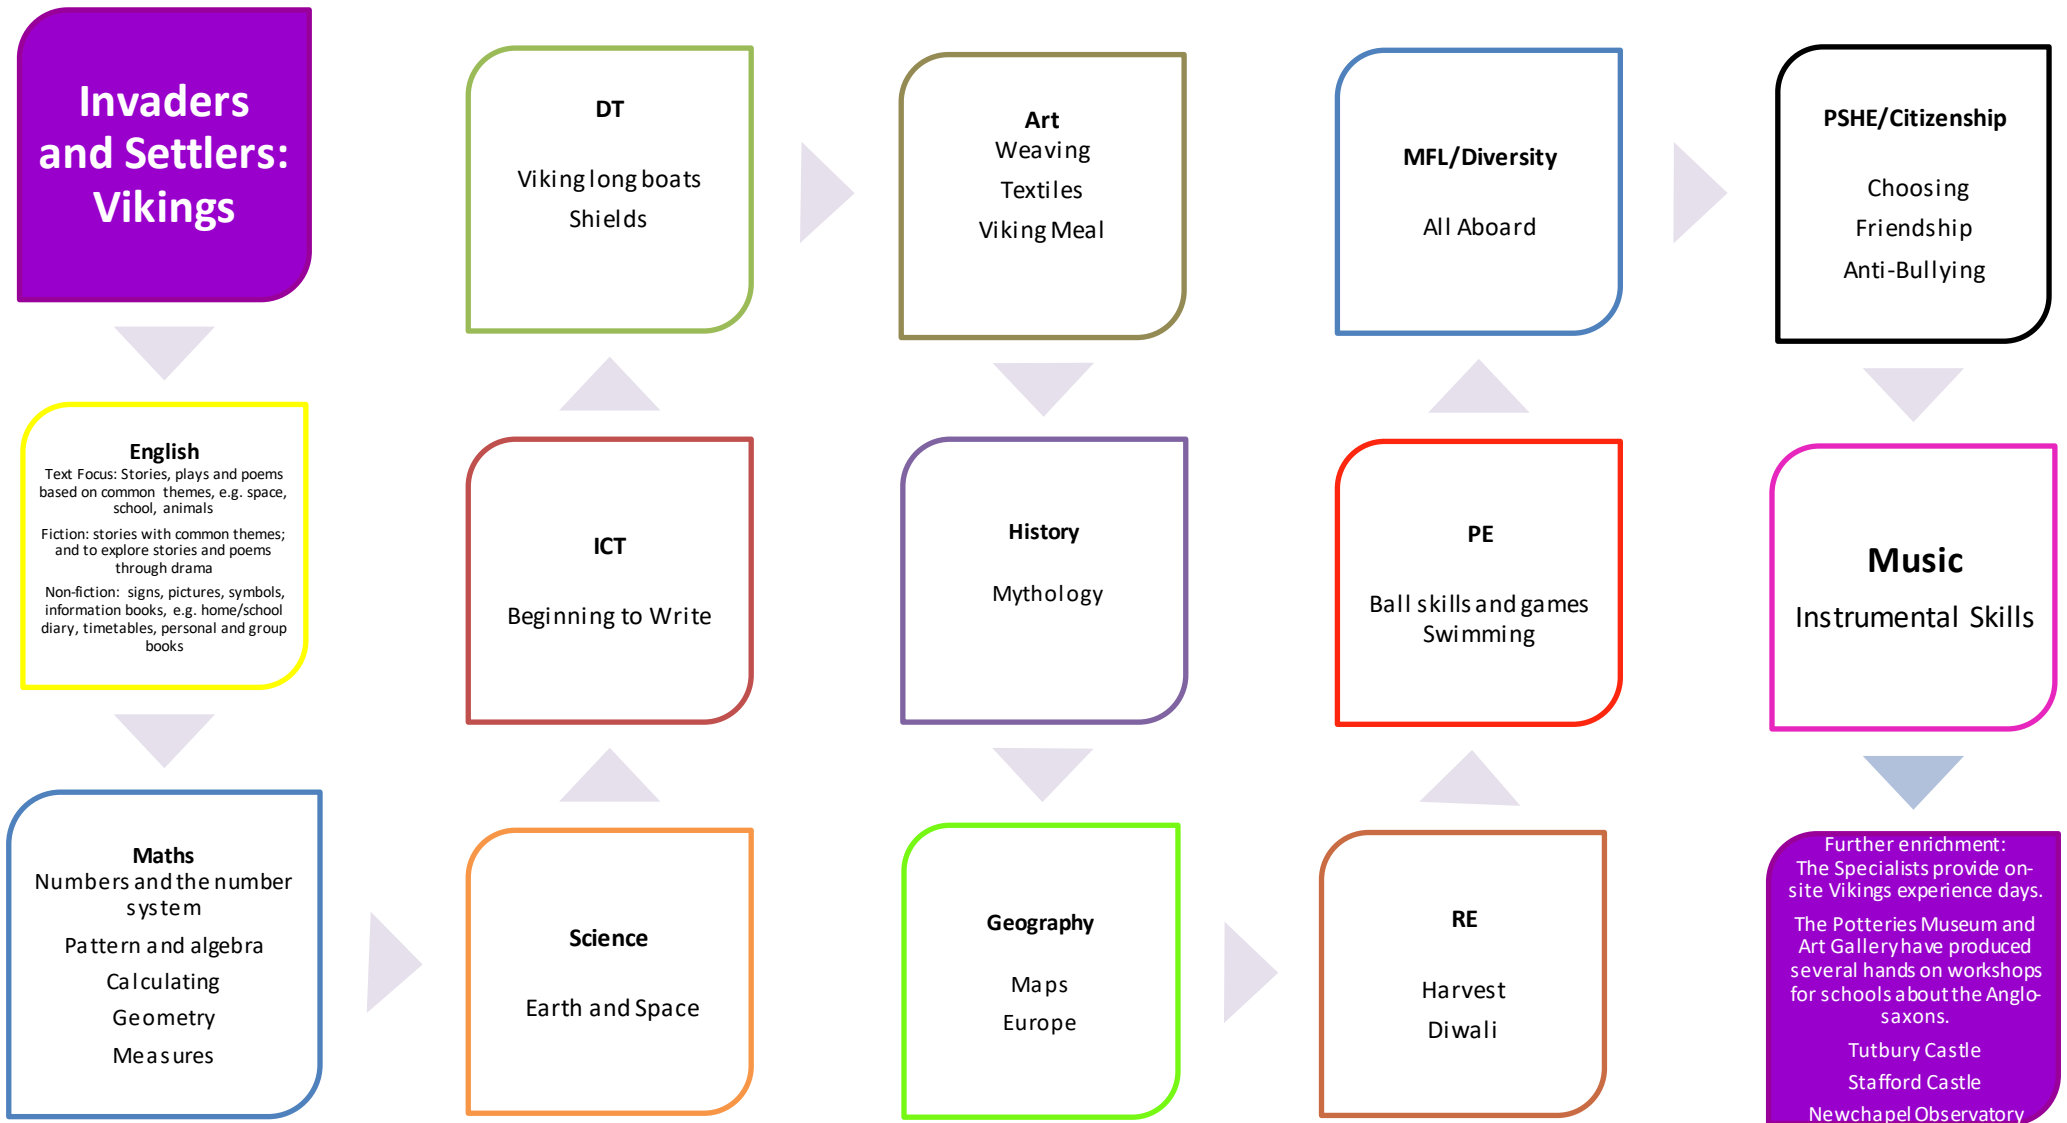 Invaders
and Settlers:
Vikings
English
Text Focus: Stories, plays and poems
based on common themes, e.g. space,
school, animals
Fiction: stories with common themes;
and to explore stories and poems
through drama
Non-fiction: signs, pictures, symbols,
information books, e.g. home/school
diary, timetables, personal and group
books
Maths
Numbers and the number
system
Pattern and algebra
Calculating
Geometry
Measures
Science
Earth and Space
ICT
Beginning to Write
DT
Viking long boats
Shields
Art
Weaving
Textiles
Viking Meal
History
Mythology
Geography
Maps
Europe
RE
Harvest
Diwali
PE
Ball skills and games
Swimming
MFL/Diversity
All Aboard
PSHE/Citizenship
Choosing
Friendship
Anti-Bullying
Music
Instrumental Skills
Further enrichment:
The Specialists provide on-
site Vikings experience days.
The Potteries Museum and
Art Gallery have produced
several hands on workshops
for schools about the Anglo-
saxons.
Tutbury Castle
Stafford Castle
Newchapel Observatory